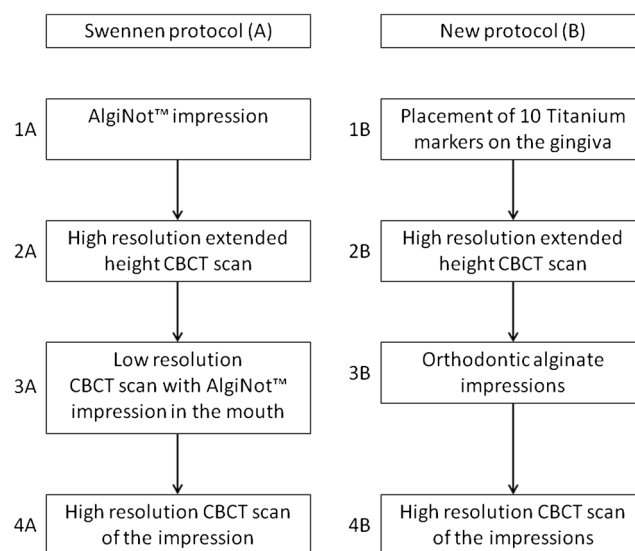 Swennen protocol (A)
New protocol (B)
1A
AlgiNot™ impression
1B
Placement of 10 Titanium
markers on the gingiva
2A
High resolution extended
height CBCT scan
2B
High resolution extended
height CBCT scan
3A
Low resolution
CBCT scan with AlgiNot™
impression in the mouth
3B
Orthodontic alginate
impressions
4A
High resolution CBCT scan
of the impression
4B
High resolution CBCT scan
of the impressions